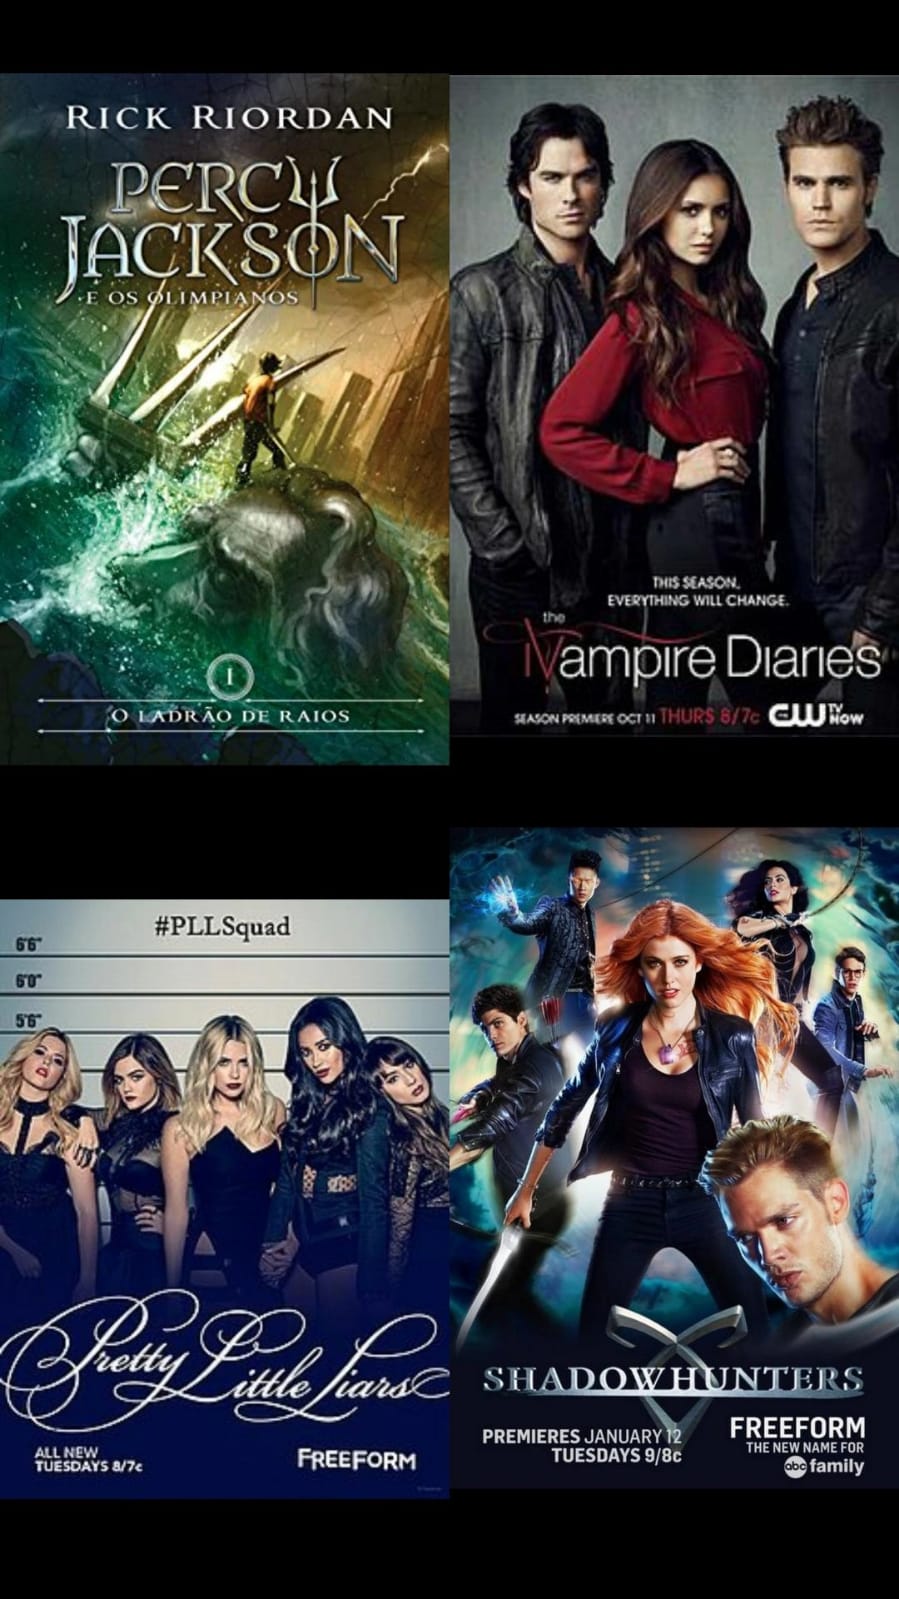 RICK RIORDAN
PERCY
JACKSON
E OS OLIMPIANOS
I
O LADRÃO DE RAIOS
THIS SEASON,
EVERYTHING WILL CHANGE.
the
Vampire Diaries
SEASON PREMIERE OCT 11 THURS 8/7c CW TV NOW
#PLLSquad
6'6"
6'0"
5'6"
Pretty Little Liars
ALL NEW
TUESDAYS 8/7c
FREEFORM
SHADOWHUNTERS
PREMIERES JANUARY 12
TUESDAYS 9/8c
FREEFORM
THE NEW NAME FOR
abc family